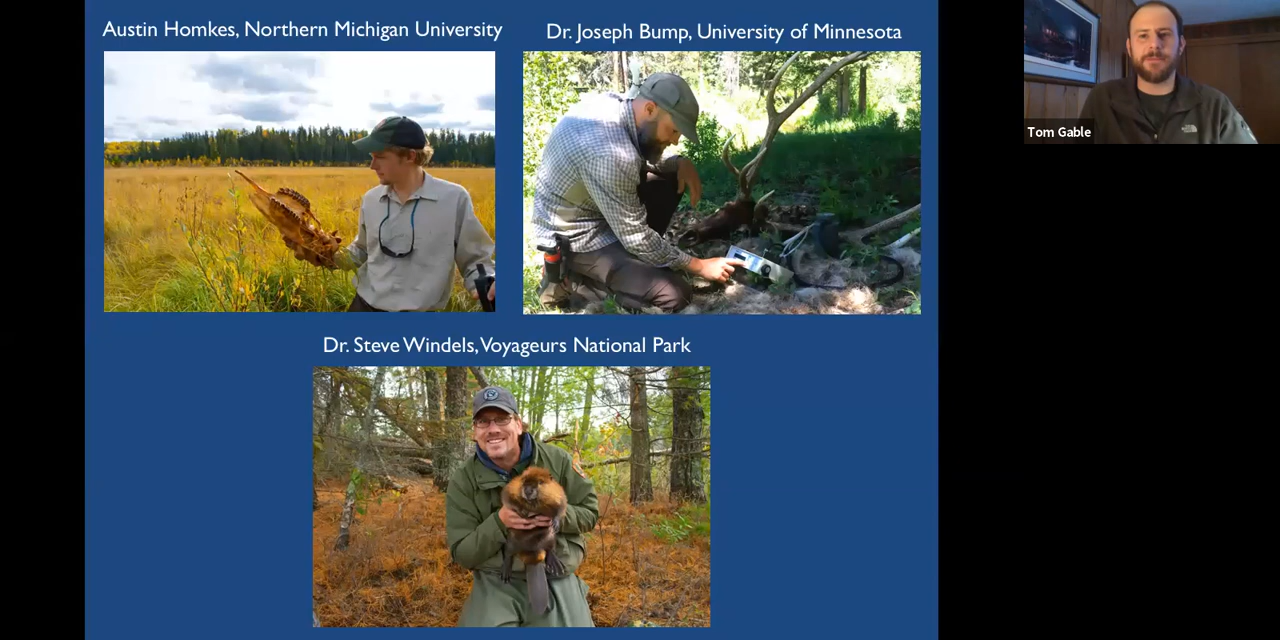 Austin Homkes, Northern Michigan University
Dr. Joseph Bump, University of Minnesota
Tom Gable
Dr. Steve Windels, Voyageurs National Park